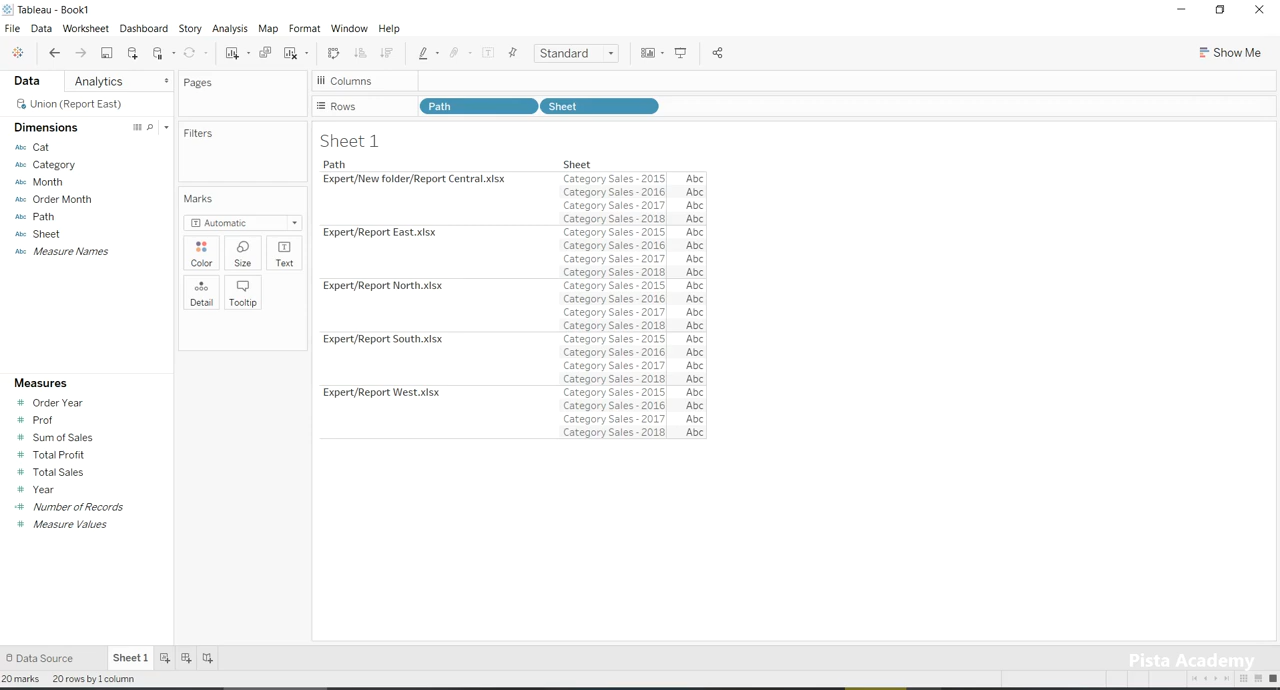 Tableau - Book1
File Data Worksheet Dashboard Story Analysis Map Format Window Help
Standard
Show Me
Data Analytics
Union (Report East)
Dimensions
Abc Cat
Abc Category
Abc Month
Abc Order Month
Abc Path
Abc Sheet
Abc Measure Names
Measures
# Order Year
# Prof
# Sum of Sales
# Total Profit
# Total Sales
# Year
# Number of Records
# Measure Values
Pages
Filters
Marks
Automatic
Color Size Text
Detail Tooltip
Columns
Rows Path Sheet
Sheet 1
Path Sheet
Expert/New folder/Report Central.xlsx Category Sales - 2015 Abc
Category Sales - 2016 Abc
Category Sales - 2017 Abc
Category Sales - 2018 Abc
Expert/Report East.xlsx Category Sales - 2015 Abc
Category Sales - 2016 Abc
Category Sales - 2017 Abc
Category Sales - 2018 Abc
Expert/Report North.xlsx Category Sales - 2015 Abc
Category Sales - 2016 Abc
Category Sales - 2017 Abc
Category Sales - 2018 Abc
Expert/Report South.xlsx Category Sales - 2015 Abc
Category Sales - 2016 Abc
Category Sales - 2017 Abc
Category Sales - 2018 Abc
Expert/Report West.xlsx Category Sales - 2015 Abc
Category Sales - 2016 Abc
Category Sales - 2017 Abc
Category Sales - 2018 Abc
Data Source Sheet 1
Pista Academy
20 marks 20 rows by 1 column